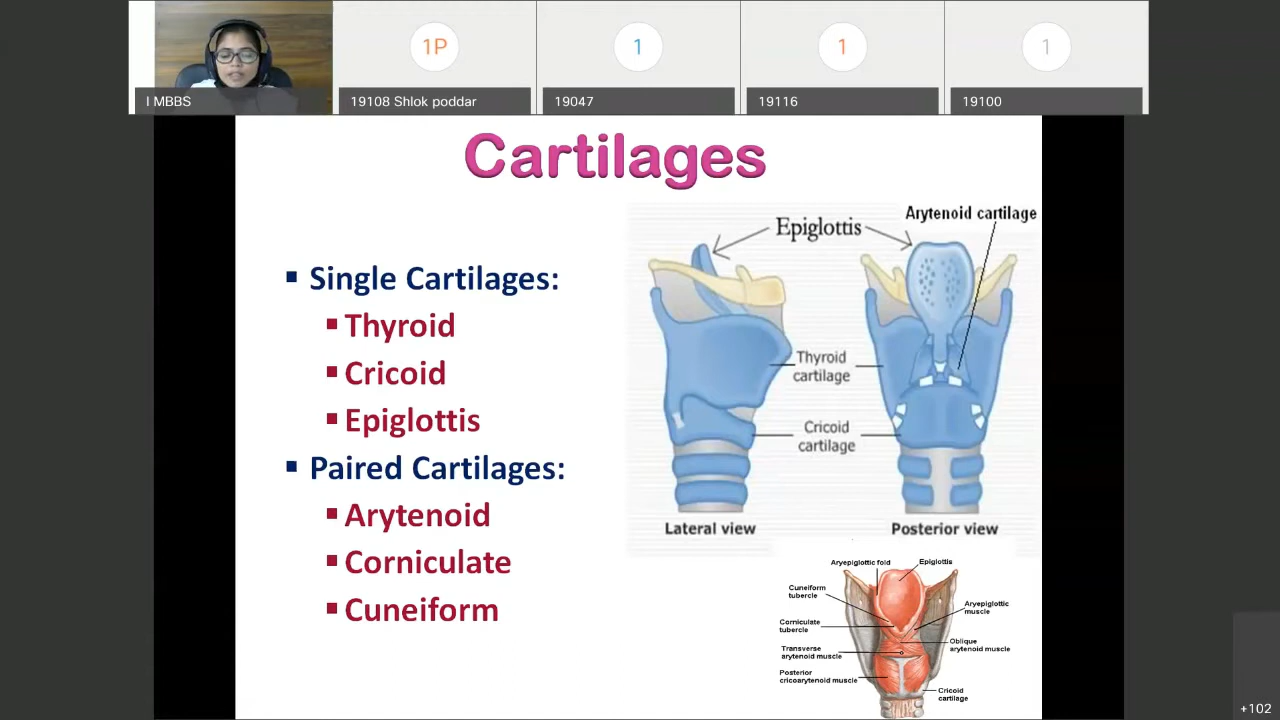 1P
1
1
1
I MBBS
19108 Shlok poddar
19047
19116
19100
Cartilages
Single Cartilages:
Thyroid
Cricoid
Epiglottis
Paired Cartilages:
Arytenoid
Corniculate
Cuneiform
Epiglottis
Arytenoid cartilage
Thyroid
cartilage
Cricoid
cartilage
Lateral view
Posterior view
Aryepiglottic fold
Epiglottis
Cuneiform
tubercle
Aryepiglottic
muscle
Corniculate
tubercle
Oblique
arytenoid muscle
Transverse
arytenoid muscle
Posterior
cricoarytenoid muscle
Cricoid
cartilage
+102